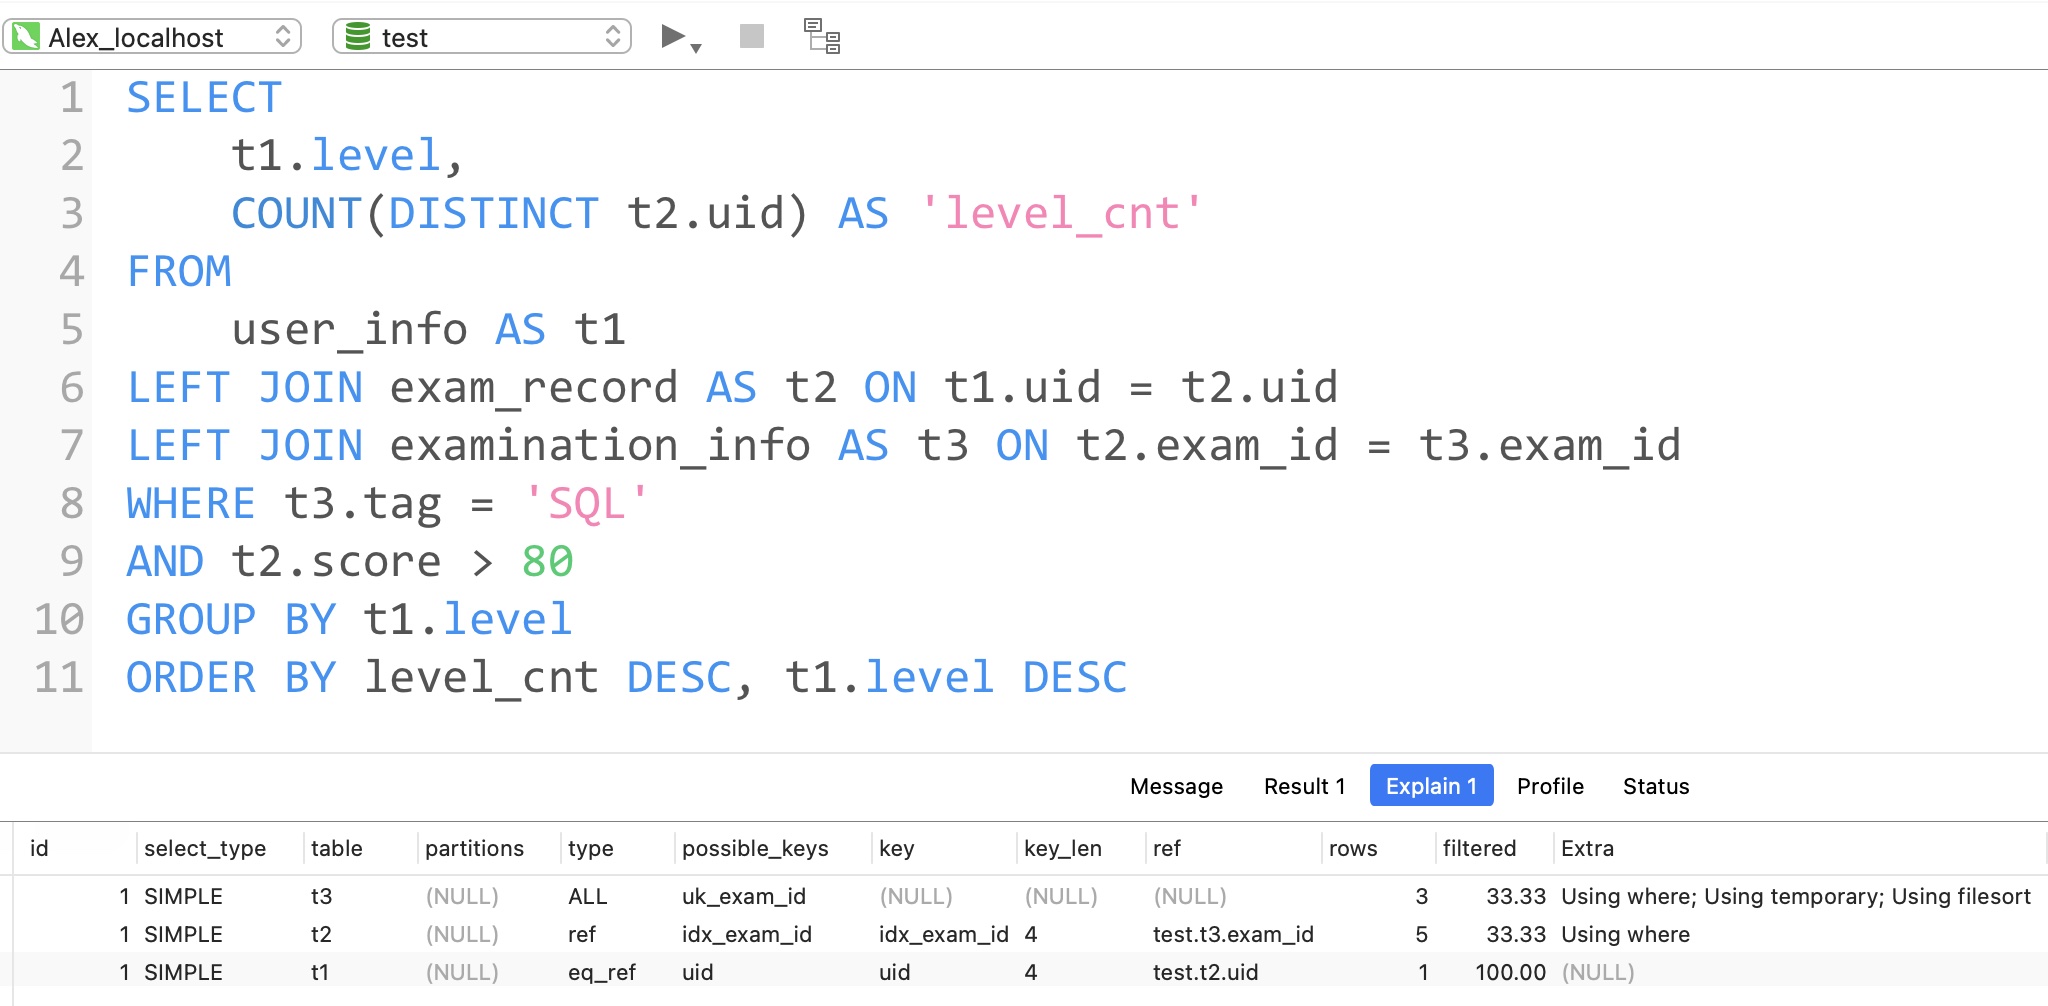 Alex_localhost test
1 SELECT
2 t1.level,
3 COUNT(DISTINCT t2.uid) AS 'level_cnt'
4 FROM
5 user_info AS t1
6 LEFT JOIN exam_record AS t2 ON t1.uid = t2.uid
7 LEFT JOIN examination_info AS t3 ON t2.exam_id = t3.exam_id
8 WHERE t3.tag = 'SQL'
9 AND t2.score > 80
10 GROUP BY t1.level
11 ORDER BY level_cnt DESC, t1.level DESC
Message Result 1 Explain 1 Profile Status
id select_type table partitions type possible_keys key key_len ref rows filtered Extra
1 SIMPLE t3 (NULL) ALL uk_exam_id (NULL) (NULL) (NULL) 3 33.33 Using where; Using temporary; Using filesort
1 SIMPLE t2 (NULL) ref idx_exam_id idx_exam_id 4 test.t3.exam_id 5 33.33 Using where
1 SIMPLE t1 (NULL) eq_ref uid uid 4 test.t2.uid 1 100.00 (NULL)